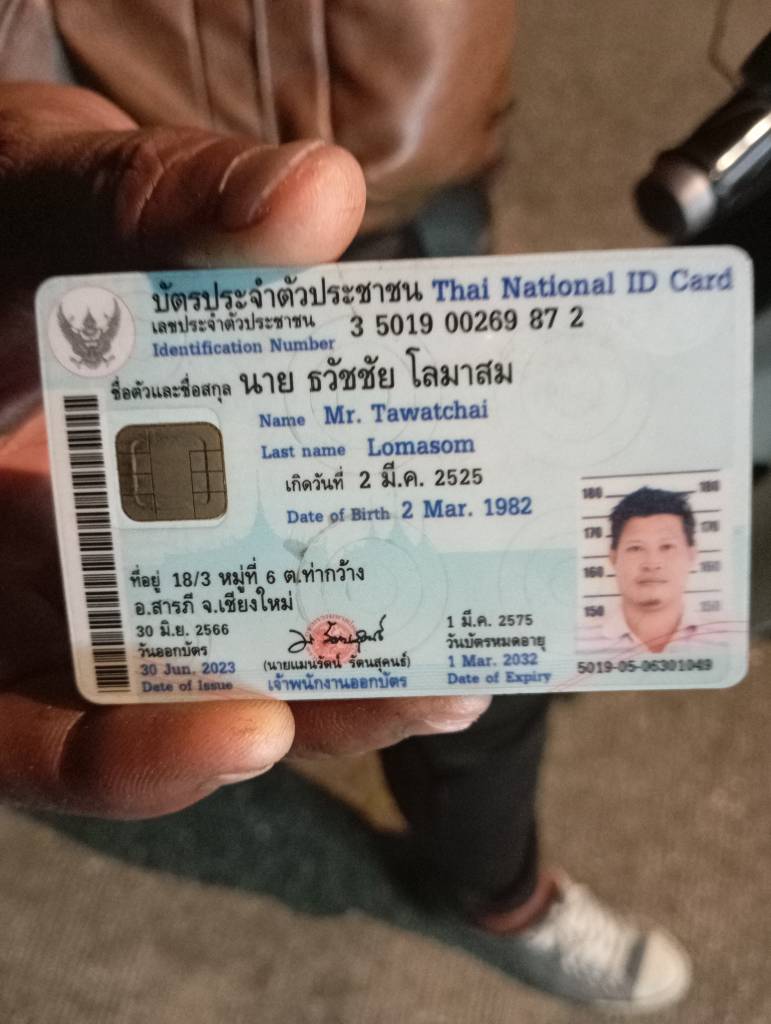 บัตรประจำตัวประชาชน Thai National ID Card
เลขประจำตัวประชาชน 3 5019 00269 87 2
Identification Number
ชื่อตัวและชื่อสกุล นาย ธวัชชัย โลมาสม
Name Mr. Tawatchai
Last name Lomasom
เกิดวันที่ 2 มี.ค. 2525
Date of Birth 2 Mar. 1982
ที่อยู่ 18/3 หมู่ที่ 6 ต.ท่ากว้าง
อ.สารภี จ.เชียงใหม่
30 มิ.ย. 2566
วันออกบัตร
30 Jun. 2023
Date of Issue
(นายแมนรัตน์ รัตนสุคนธ์)
เจ้าพนักงานออกบัตร
1 มี.ค. 2575
วันบัตรหมดอายุ
1 Mar. 2032
Date of Expiry
180 180
170 170
160 160
150 150
5019-05-06301049